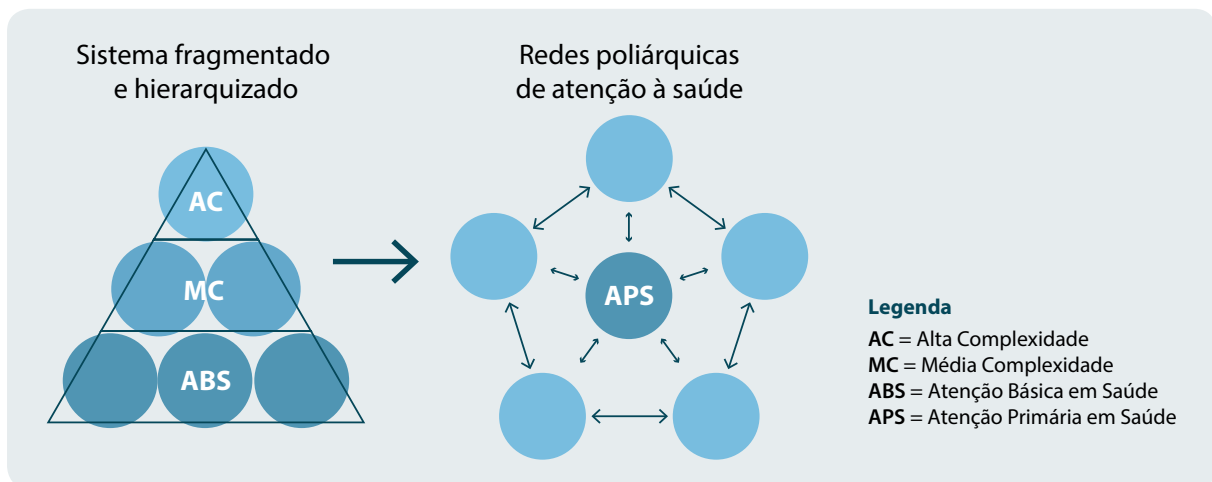 Sistema fragmentado
e hierarquizado
Redes poliárquicas
de atenção à saúde
AC
MC
ABS
APS
Legenda
AC = Alta Complexidade
MC = Média Complexidade
ABS = Atenção Básica em Saúde
APS = Atenção Primária em Saúde